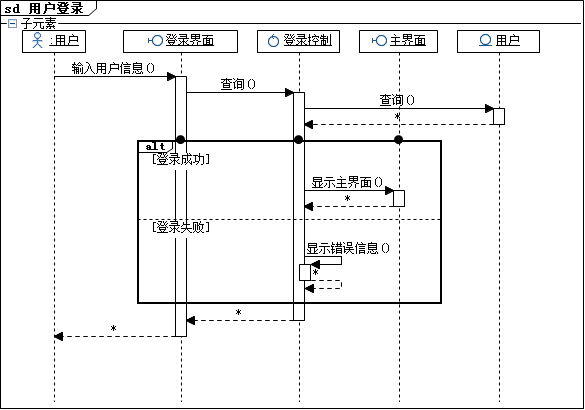 sd 用户登录
子元素
:用户
登录界面
登录控制
主界面
用户
输入用户信息()
查询()
查询()
*
alt
[登录成功]
显示主界面()
*
[登录失败]
显示错误信息()
*
*
*